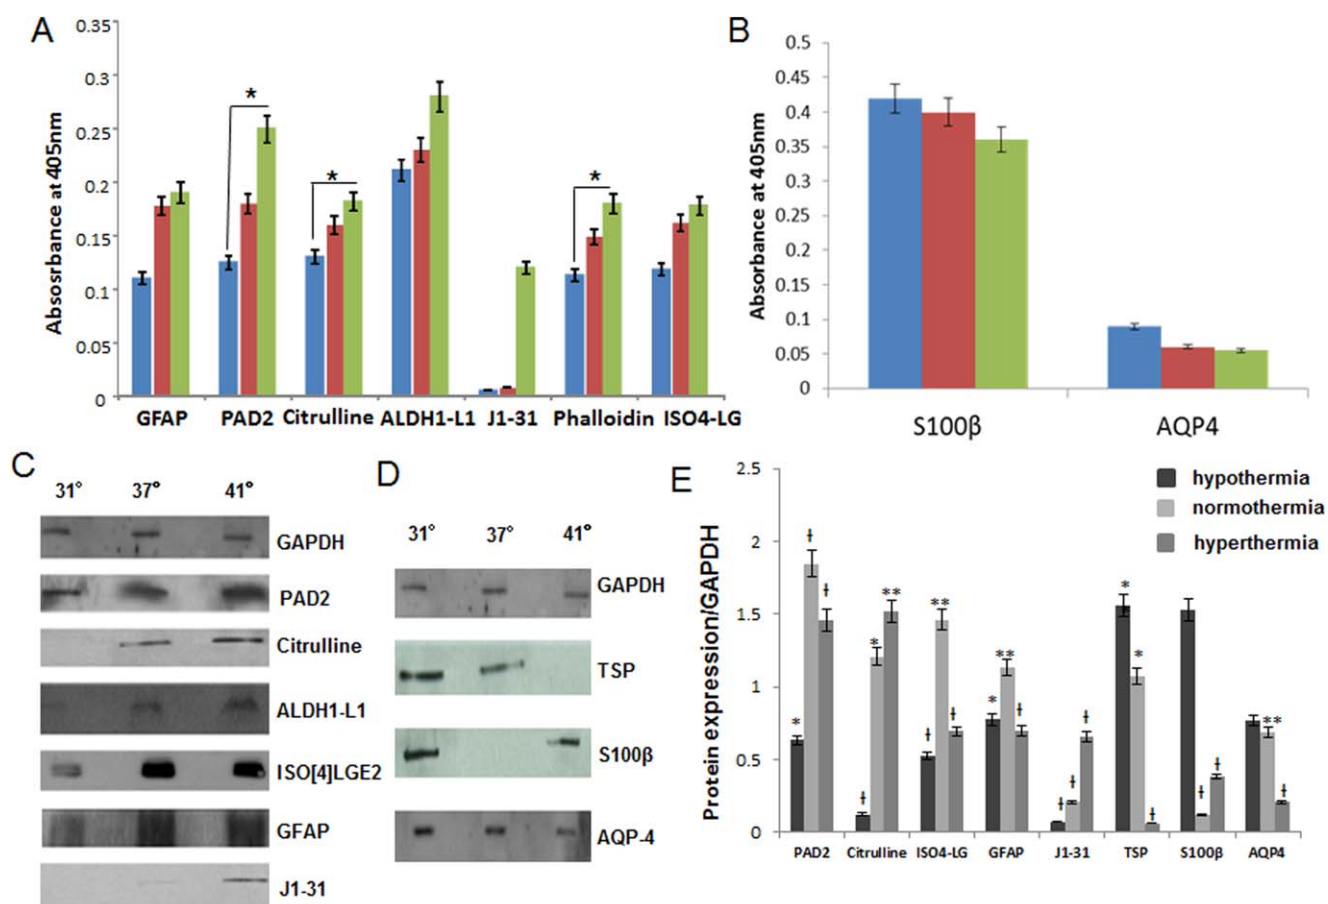 A
Abosorbance at 405nm
0.35
0.3
0.25
0.2
0.15
0.1
0.05
0
*
*
*
GFAP PAD2 Citrulline ALDH1-L1 J1-31 Phalloidin ISO4-LG
B
Absorbance at 405nm
0.5
0.45
0.4
0.35
0.3
0.25
0.2
0.15
0.1
0.05
0
S100β AQP4
C
31° 37° 41°
GAPDH
PAD2
Citrulline
ALDH1-L1
ISO[4]LGE2
GFAP
J1-31
D
31° 37° 41°
GAPDH
TSP
S100β
AQP-4
E
Protein expression/GAPDH
2.5
2
1.5
1
0.5
0
hypothermia
normothermia
hyperthermia
* ƚ ƚ
ƚ * **
ƚ ** ƚ
* ** ƚ
ƚ ƚ ƚ
* * ƚ
ƚ ƚ
** ƚ
PAD2 Citrulline ISO4-LG GFAP J1-31 TSP S100β AQP4